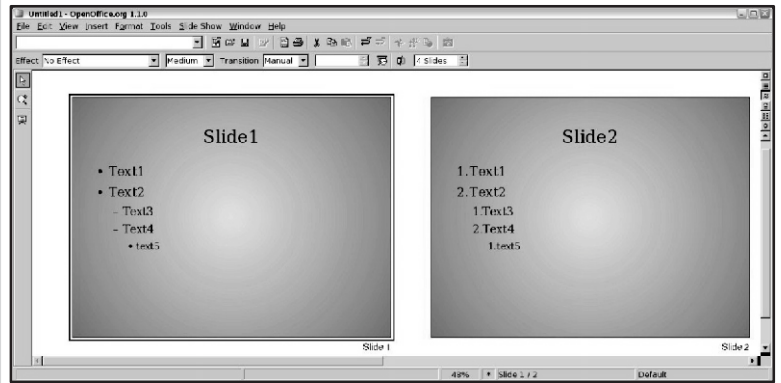 Untitled1 - OpenOffice.org 1.1.0
File Edit View Insert Format Tools Slide Show Window Help
Effect No Effect Medium Transition Manual 4 Slides
Slide1
• Text1
• Text2
– Text3
– Text4
• text5
Slide 1
Slide2
1.Text1
2.Text2
1.Text3
2.Text4
1.text5
Slide 2
48% * Slide 1 / 2 Default